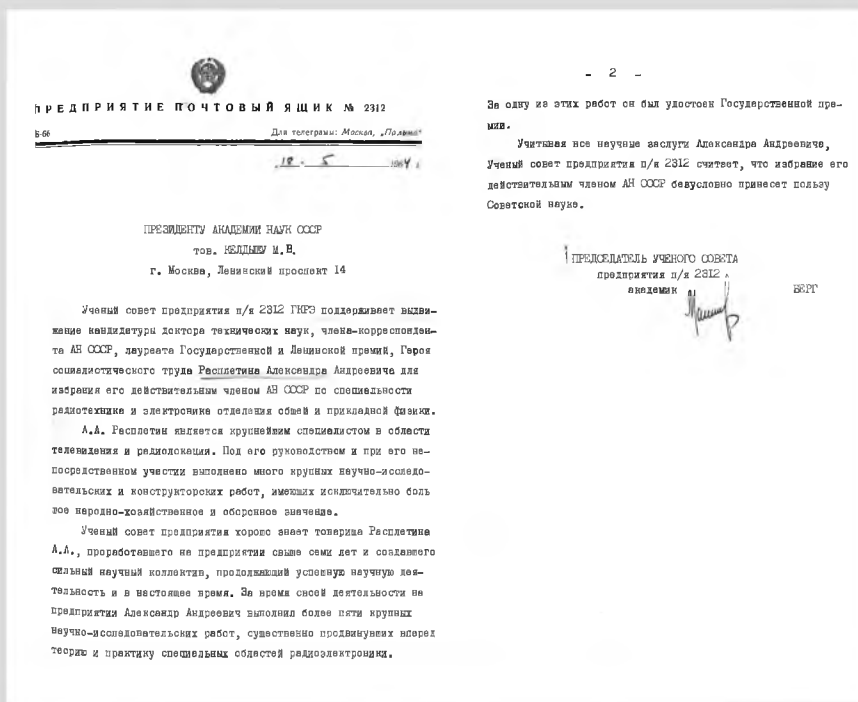 ПРЕДПРИЯТИЕ ПОЧТОВЫЙ ЯЩИК № 2312
Б-66 Для телеграмм: Москва, „Полынь"
18 - 5 1964 г.
ПРЕЗИДЕНТУ АКАДЕМИИ НАУК СССР
тов. КЕЛДЫШУ М.В.
г. Москва, Ленинский проспект 14
Ученый совет предприятия п/я 2312 ГКРЭ поддерживает выдви-
жение кандидатуры доктора технических наук, члена-корреспонден-
та АН СССР, лауреата Государственной и Ленинской премий, Героя
социалистического труда Расплетина Александра Андреевича для
избрания его действительным членом АН СССР по специальности
радиотехника и электроника отделения общей и прикладной физики.
А.А. Расплетин является крупнейшим специалистом в области
телевидения и радиолокации. Под его руководством и при его не-
посредственном участии выполнено много крупных научно-исследо-
вательских и конструкторских работ, имеющих исключительно боль
шое народно-хозяйственное и оборонное значение.
Ученый совет предприятия хорошо знает товарища Расплетина
А.А., проработавшего на предприятии свыше семи лет и создавшего
сильный научный коллектив, продолжающий успешную научную дея-
тельность и в настоящее время. За время своей деятельности на
предприятии Александр Андреевич выполнил более пяти крупных
научно-исследовательских работ, существенно продвинувших вперед
теорию и практику специальных областей радиоэлектроники.
- 2 -
За одну из этих работ он был удостоен Государственной пре-
мии.
Учитывая все научные заслуги Александра Андреевича,
Ученый совет предприятия п/я 2312 считает, что избрание его
действительным членом АН СССР безусловно принесет пользу
Советской науке.
ПРЕДСЕДАТЕЛЬ УЧЕНОГО СОВЕТА
предприятия п/я 2312
академик БЕРГ